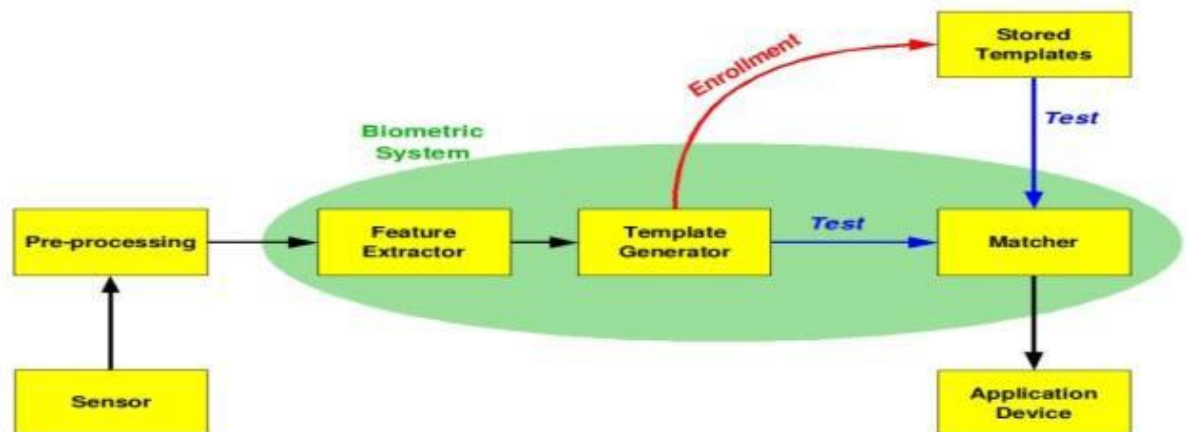 Stored
Templates
Enrollment
Test
Biometric
System
Pre-processing
Feature
Extractor
Template
Generator
Test
Matcher
Sensor
Application
Device